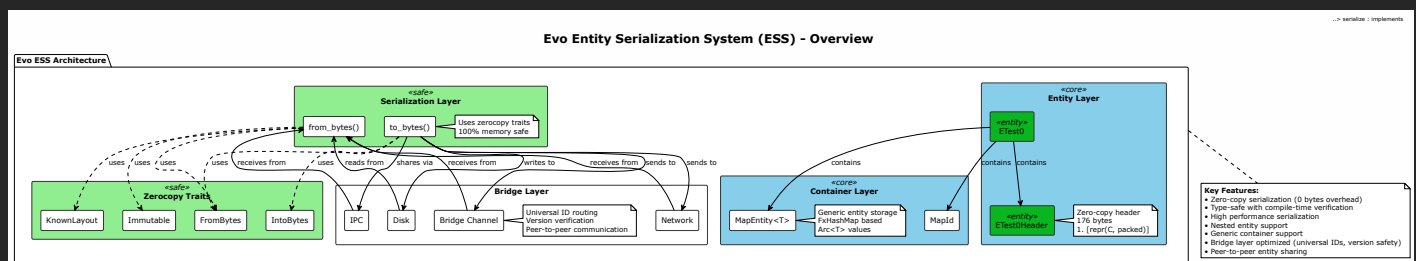 ..> serialize : implements
Evo Entity Serialization System (ESS) - Overview
Evo ESS Architecture
«safe»
Serialization Layer
from_bytes()
to_bytes()
Uses zerocopy traits
100% memory safe
«core»
Entity Layer
«entity»
ETest0
uses
uses
uses
receives from
uses
reads from
shares via
receives from
writes to
receives from
sends to
sends to
contains
contains
contains
«safe»
Zerocopy Traits
KnownLayout
Immutable
FromBytes
IntoBytes
Bridge Layer
IPC
Disk
Bridge Channel
Universal ID routing
Version verification
Peer-to-peer communication
Network
«core»
Container Layer
MapEntity<T>
Generic entity storage
FxHashMap based
Arc<T> values
MapId
«entity»
ETest0Header
Zero-copy header
176 bytes
1. [repr(C, packed)]
Key Features:
• Zero-copy serialization (0 bytes overhead)
• Type-safe with compile-time verification
• High performance serialization
• Nested entity support
• Generic container support
• Bridge layer optimized (universal IDs, version safety)
• Peer-to-peer entity sharing